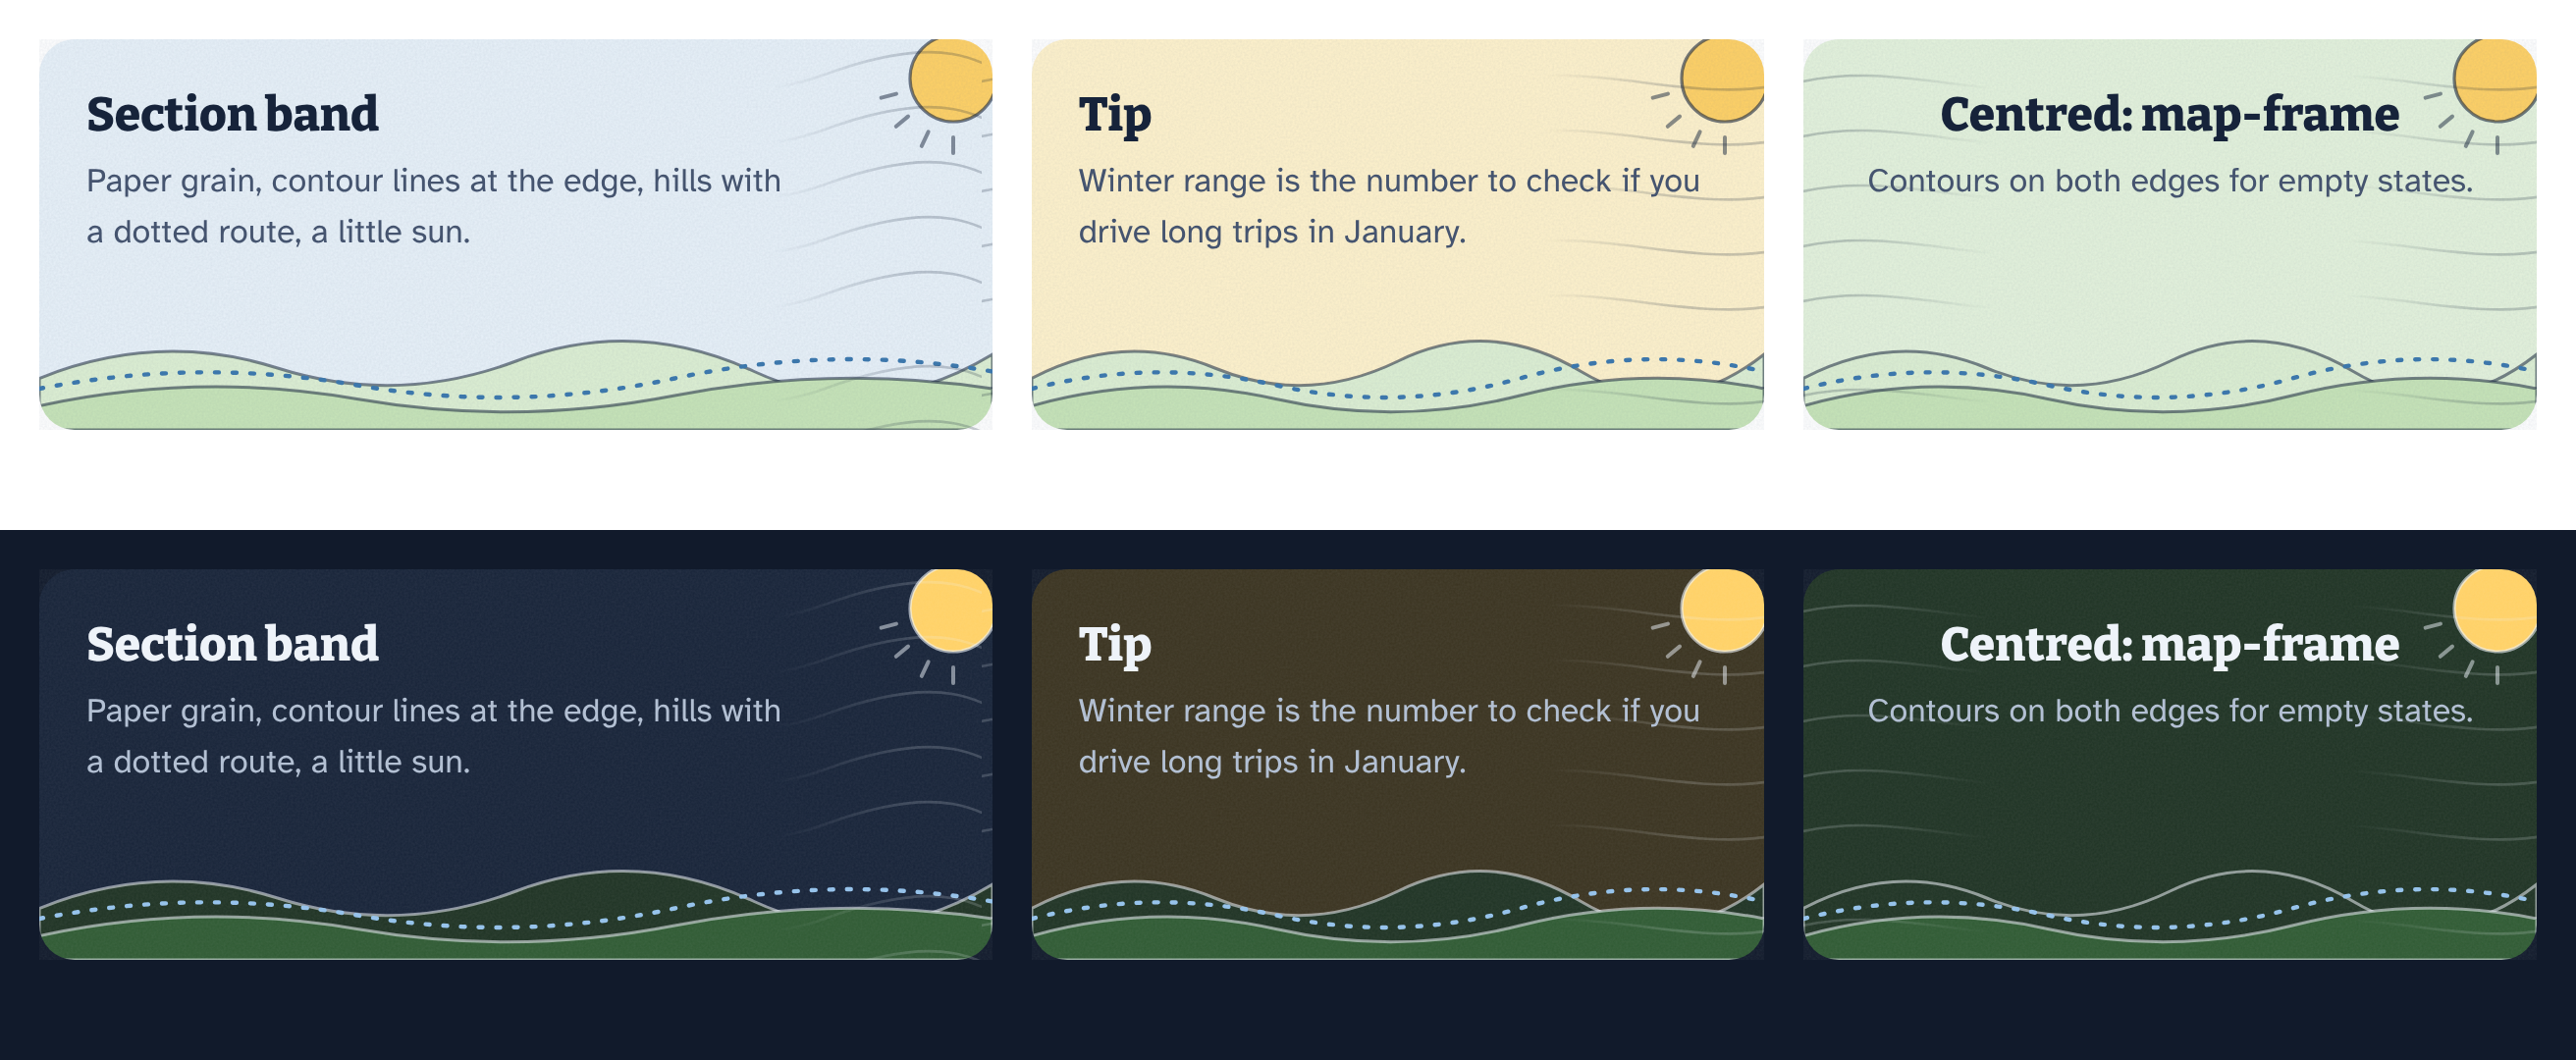 Section band
Paper grain, contour lines at the edge, hills with
a dotted route, a little sun.
Tip
Winter range is the number to check if you
drive long trips in January.
Centred: map-frame
Contours on both edges for empty states.
Section band
Paper grain, contour lines at the edge, hills with
a dotted route, a little sun.
Tip
Winter range is the number to check if you
drive long trips in January.
Centred: map-frame
Contours on both edges for empty states.